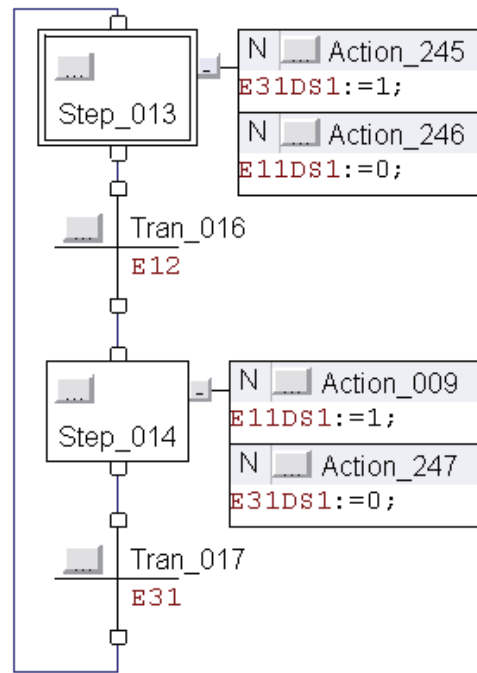 N ... Action_245
E31DS1:=1;
... 
Step_013
-
N ... Action_246
E11DS1:=0;
... Tran_016
E12
N ... Action_009
E11DS1:=1;
...
Step_014
-
N ... Action_247
E31DS1:=0;
... Tran_017
E31